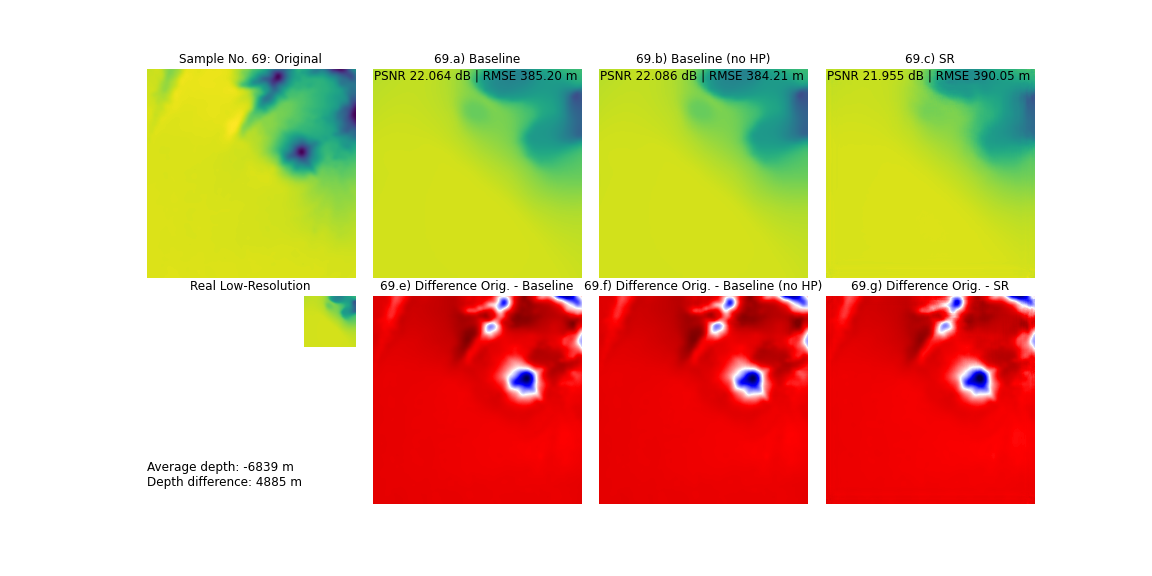 Sample No. 69: Original
69.a) Baseline
69.b) Baseline (no HP)
69.c) SR
PSNR 22.064 dB | RMSE 385.20 m
PSNR 22.086 dB | RMSE 384.21 m
PSNR 21.955 dB | RMSE 390.05 m
Real Low-Resolution
69.e) Difference Orig. - Baseline
69.f) Difference Orig. - Baseline (no HP)
69.g) Difference Orig. - SR
Average depth: -6839 m
Depth difference: 4885 m